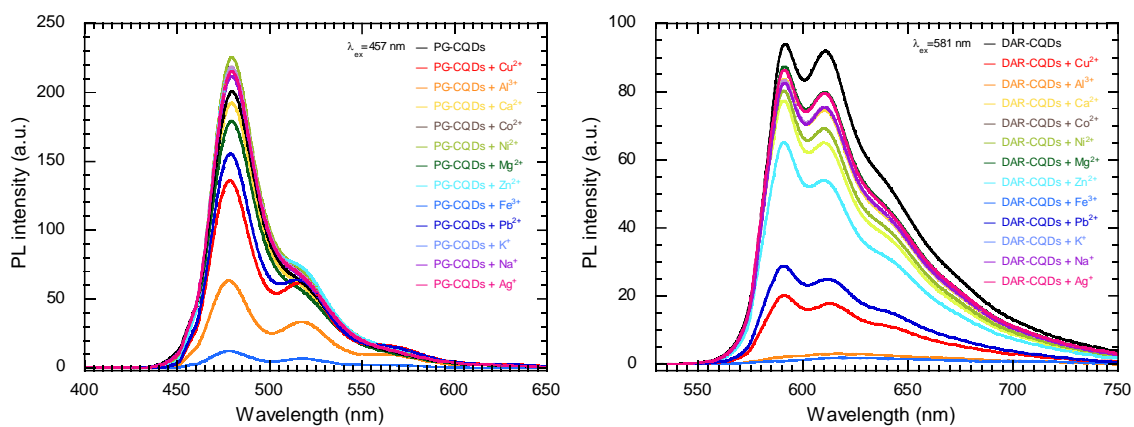 250
200
150
100
50
0
400
450
500
550
600
650
PL intensity (a.u.)
Wavelength (nm)
λex=457 nm
PG-CQDs
PG-CQDs + Cu²⁺
PG-CQDs + Al³⁺
PG-CQDs + Ca²⁺
PG-CQDs + Co²⁺
PG-CQDs + Ni²⁺
PG-CQDs + Mg²⁺
PG-CQDs + Zn²⁺
PG-CQDs + Fe³⁺
PG-CQDs + Pb²⁺
PG-CQDs + K⁺
PG-CQDs + Na⁺
PG-CQDs + Ag⁺
100
80
60
40
20
0
550
600
650
700
750
PL intensity (a.u.)
Wavelength (nm)
λex=581 nm
DAR-CQDs
DAR-CQDs + Cu²⁺
DAR-CQDs + Al³⁺
DAR-CQDs + Ca²⁺
DAR-CQDs + Co²⁺
DAR-CQDs + Ni²⁺
DAR-CQDs + Mg²⁺
DAR-CQDs + Zn²⁺
DAR-CQDs + Fe³⁺
DAR-CQDs + Pb²⁺
DAR-CQDs + K⁺
DAR-CQDs + Na⁺
DAR-CQDs + Ag⁺